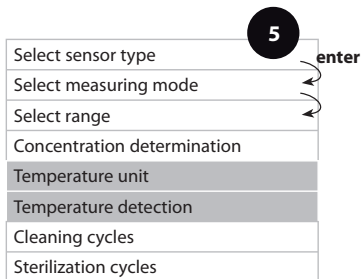 5
enter
Select sensor type
Select measuring mode
Select range
Concentration determination
Temperature unit
Temperature detection
Cleaning cycles
Sterilization cycles